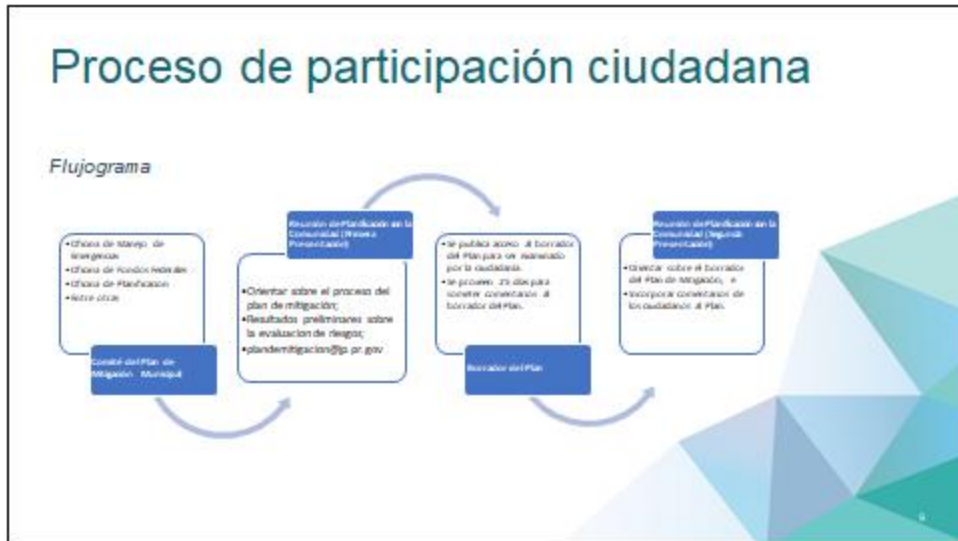 Proceso de participación ciudadana
Flujograma
•Oficina de Manejo de
Emergencias
•Oficina de Fondos Federales
•Oficina de Planificación
•Entre otras
Comité del Plan de
Mitigación Municipal
Reunión de Planificación con la
Comunidad (Primera
Presentación)
•Orientar sobre el proceso del
plan de mitigación;
•Resultados preliminares sobre
la evaluacion de riesgos;
•plandemitigacion@jp.pr.gov
•Se publica acceso al borrador
del Plan para ser examinado
por la ciudadanía.
•Se proveen 25 días para
someter comentarios al
borrador del Plan.
Borrador del Plan
Reunión de Planificación con la
Comunidad (Segunda
Presentación)
•Orientar sobre el borrador
del Plan de Mitigación; e
•Incorporar comentarios de
los ciudadanos al Plan.